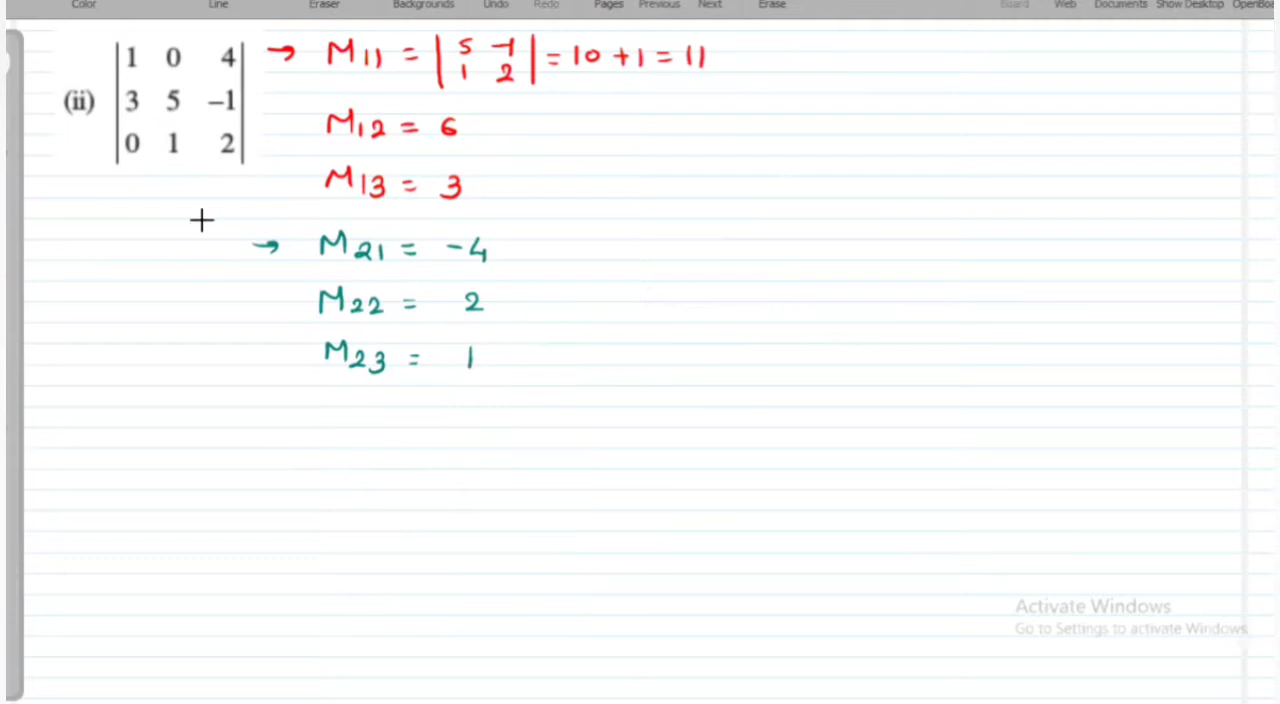 Color Line Eraser Backgrounds Undo Redo Pages Previous Next Erase Board Web Documents Show Desktop OpenBoa
(ii) |1 0 4|
|3 5 –1|
|0 1 2|
→ M11 = |5 -1| = 10 + 1 = 11
|1 2|
M12 = 6
M13 = 3
→ M21 = -4
M22 = 2
M23 = 1
Activate Windows
Go to Settings to activate Windows.